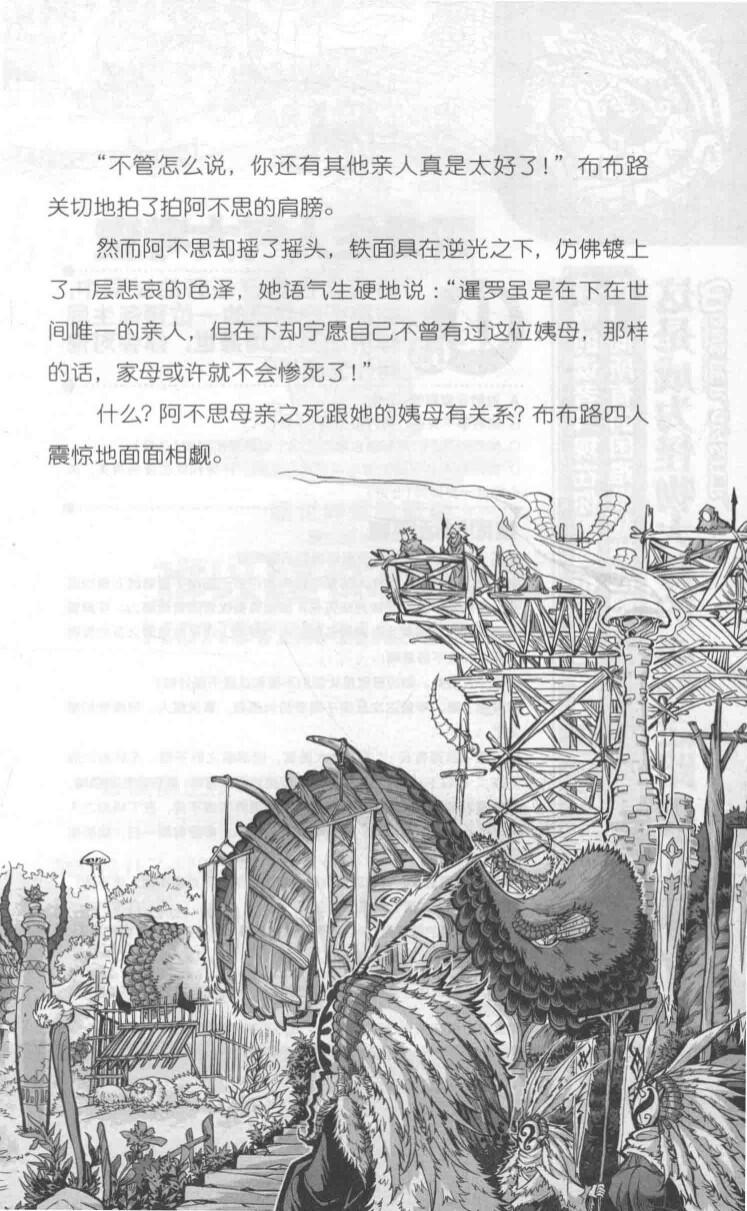 “不管怎么说，你还有其他亲人真是太好了！”布布路
关切地拍了拍阿不思的肩膀。
然而阿不思却摇了摇头，铁面具在逆光之下，仿佛镀上
了一层悲哀的色泽，她语气生硬地说：“暹罗虽是在下在世
间唯一的亲人，但在下却宁愿自己不曾有过这位姨母，那样
的话，家母或许就不会惨死了！”
什么？阿不思母亲之死跟她的姨母有关系？布布路四人
震惊地面面相觑。